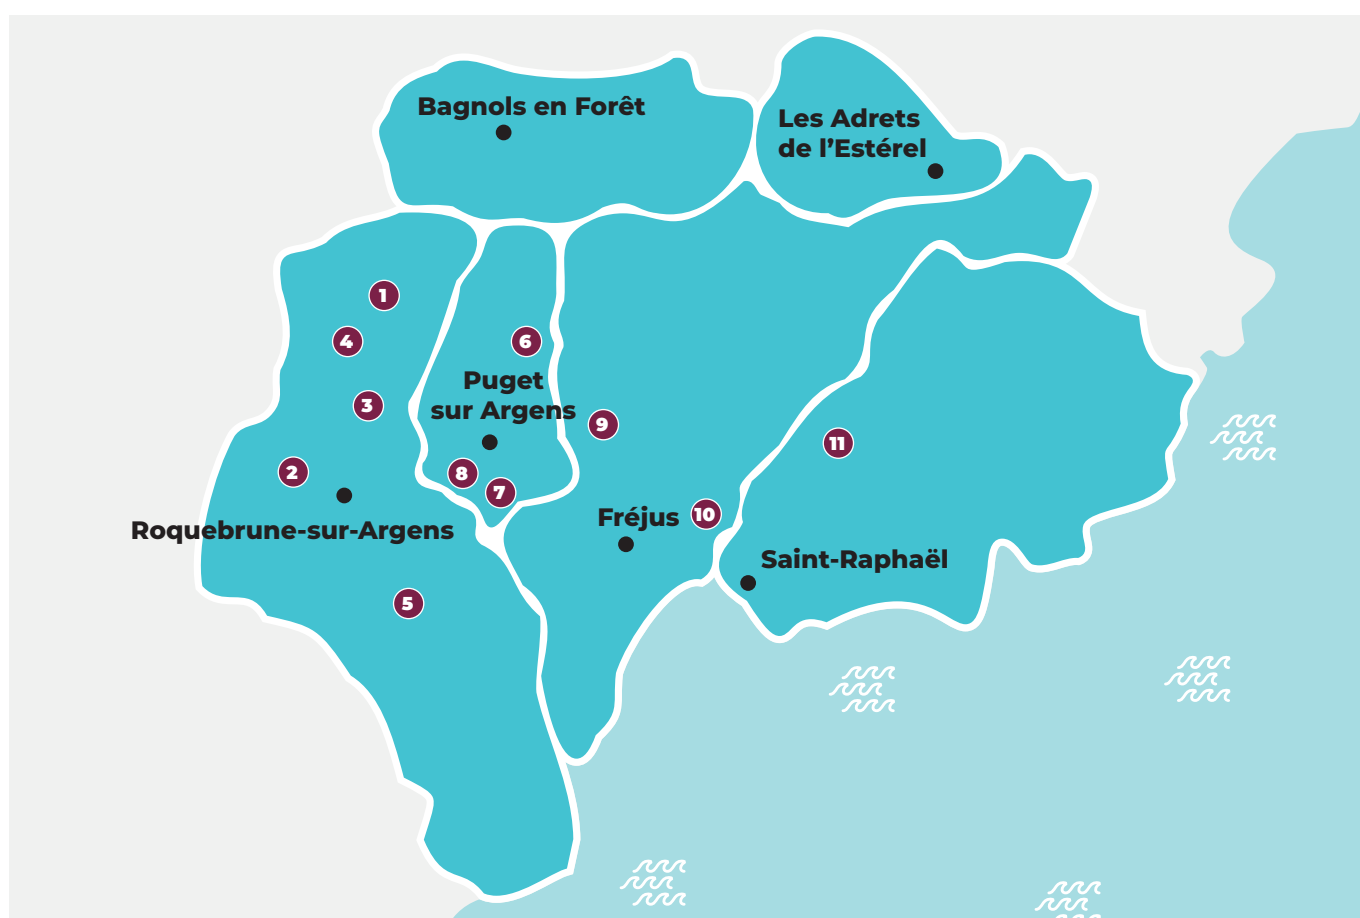 Bagnols en Forêt
Les Adrets
de l'Estérel
1
4
6
3
Puget
sur Argens
9
11
2
8
7
Roquebrune-sur-Argens
Fréjus
10
Saint-Raphaël
5